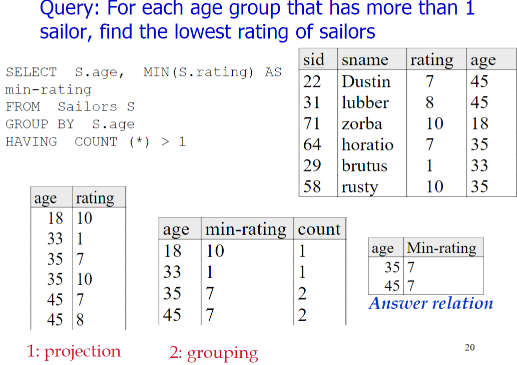 Query: For each age group that has more than 1
sailor, find the lowest rating of sailors
SELECT S.age, MIN(S.rating) AS
min-rating
FROM Sailors S
GROUP BY S.age
HAVING COUNT (*) > 1
sid sname rating age
22 Dustin 7 45
31 lubber 8 45
71 zorba 10 18
64 horatio 7 35
29 brutus 1 33
58 rusty 10 35
age rating
18 10
33 1
35 7
35 10
45 7
45 8
1: projection
age min-rating count
18 10 1
33 1 1
35 7 2
45 7 2
2: grouping
age Min-rating
35 7
45 7
Answer relation
20